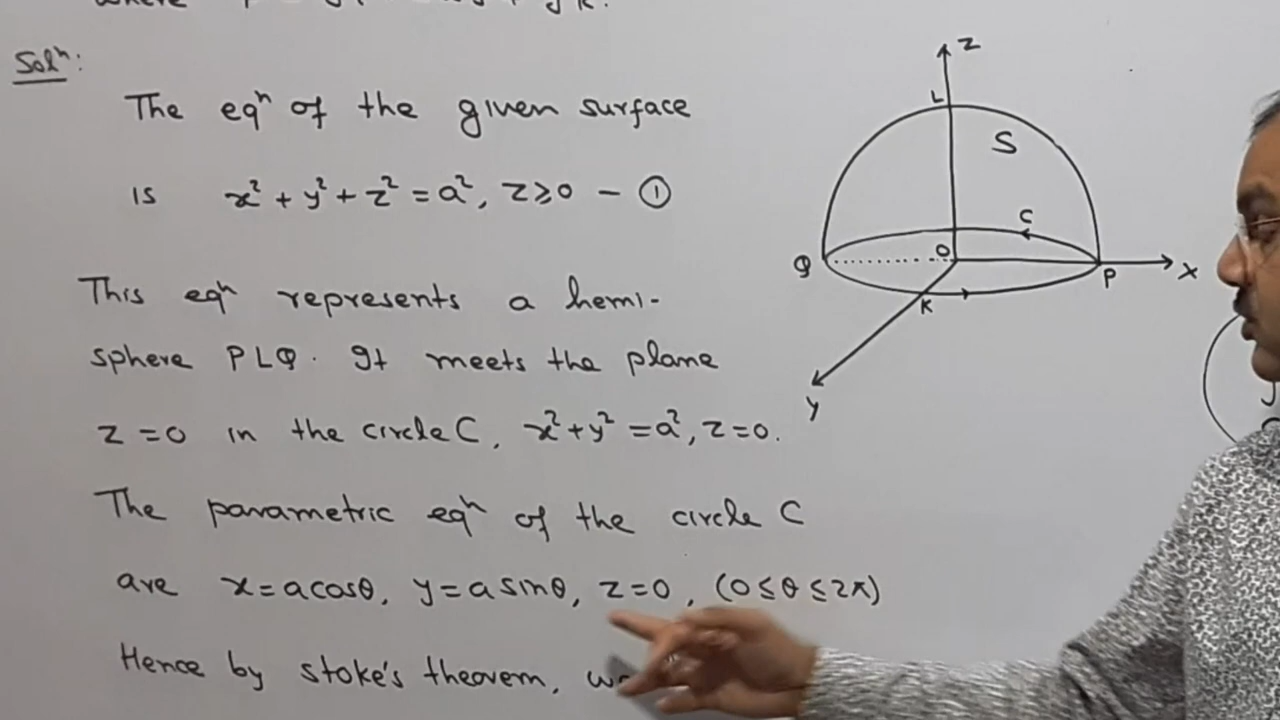 Solⁿ:
The eqⁿ of the given surface
is x²+y²+z²=a², z≥0 - ①
This eqⁿ represents a hemi-
sphere PLQ. It meets the plane
z=0 in the circle C, x²+y²=a², z=0.
The parametric eqⁿ of the circle C
are x=acosθ, y=asinθ, z=0, (0≤θ≤2π)
Hence by stoke's theorem,
Z
L
S
C
Q
O
P
X
K
y